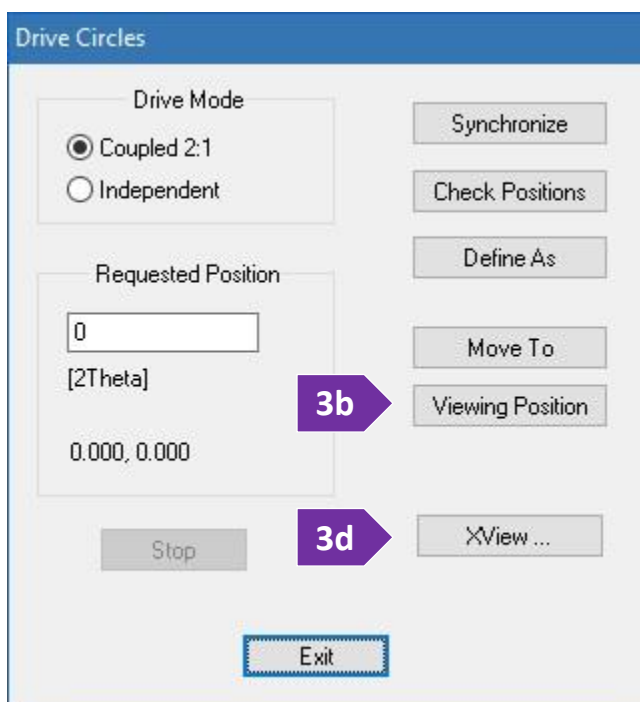 Drive Circles
Drive Mode
Coupled 2:1
Independent
Synchronize
Check Positions
Define As
Requested Position
0
[2Theta]
0.000, 0.000
Move To
3b
Viewing Position
Stop
3d
XView ...
Exit